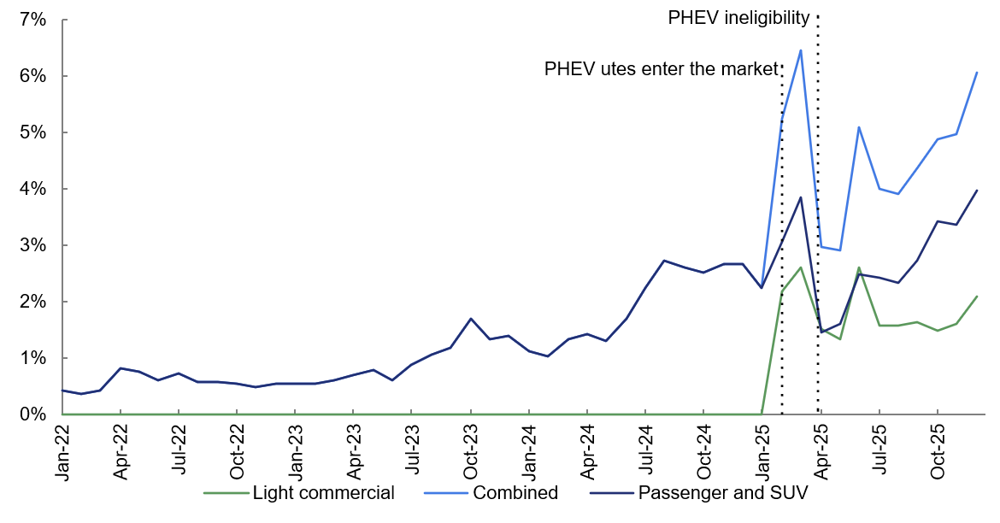 7%
PHEV ineligibility
6%
PHEV utes enter the market
5%
4%
3%
2%
1%
0%
Jan-22 Apr-22 Jul-22 Oct-22 Jan-23 Apr-23 Jul-23 Oct-23 Jan-24 Apr-24 Jul-24 Oct-24 Jan-25 Apr-25 Jul-25 Oct-25
Light commercial Combined Passenger and SUV